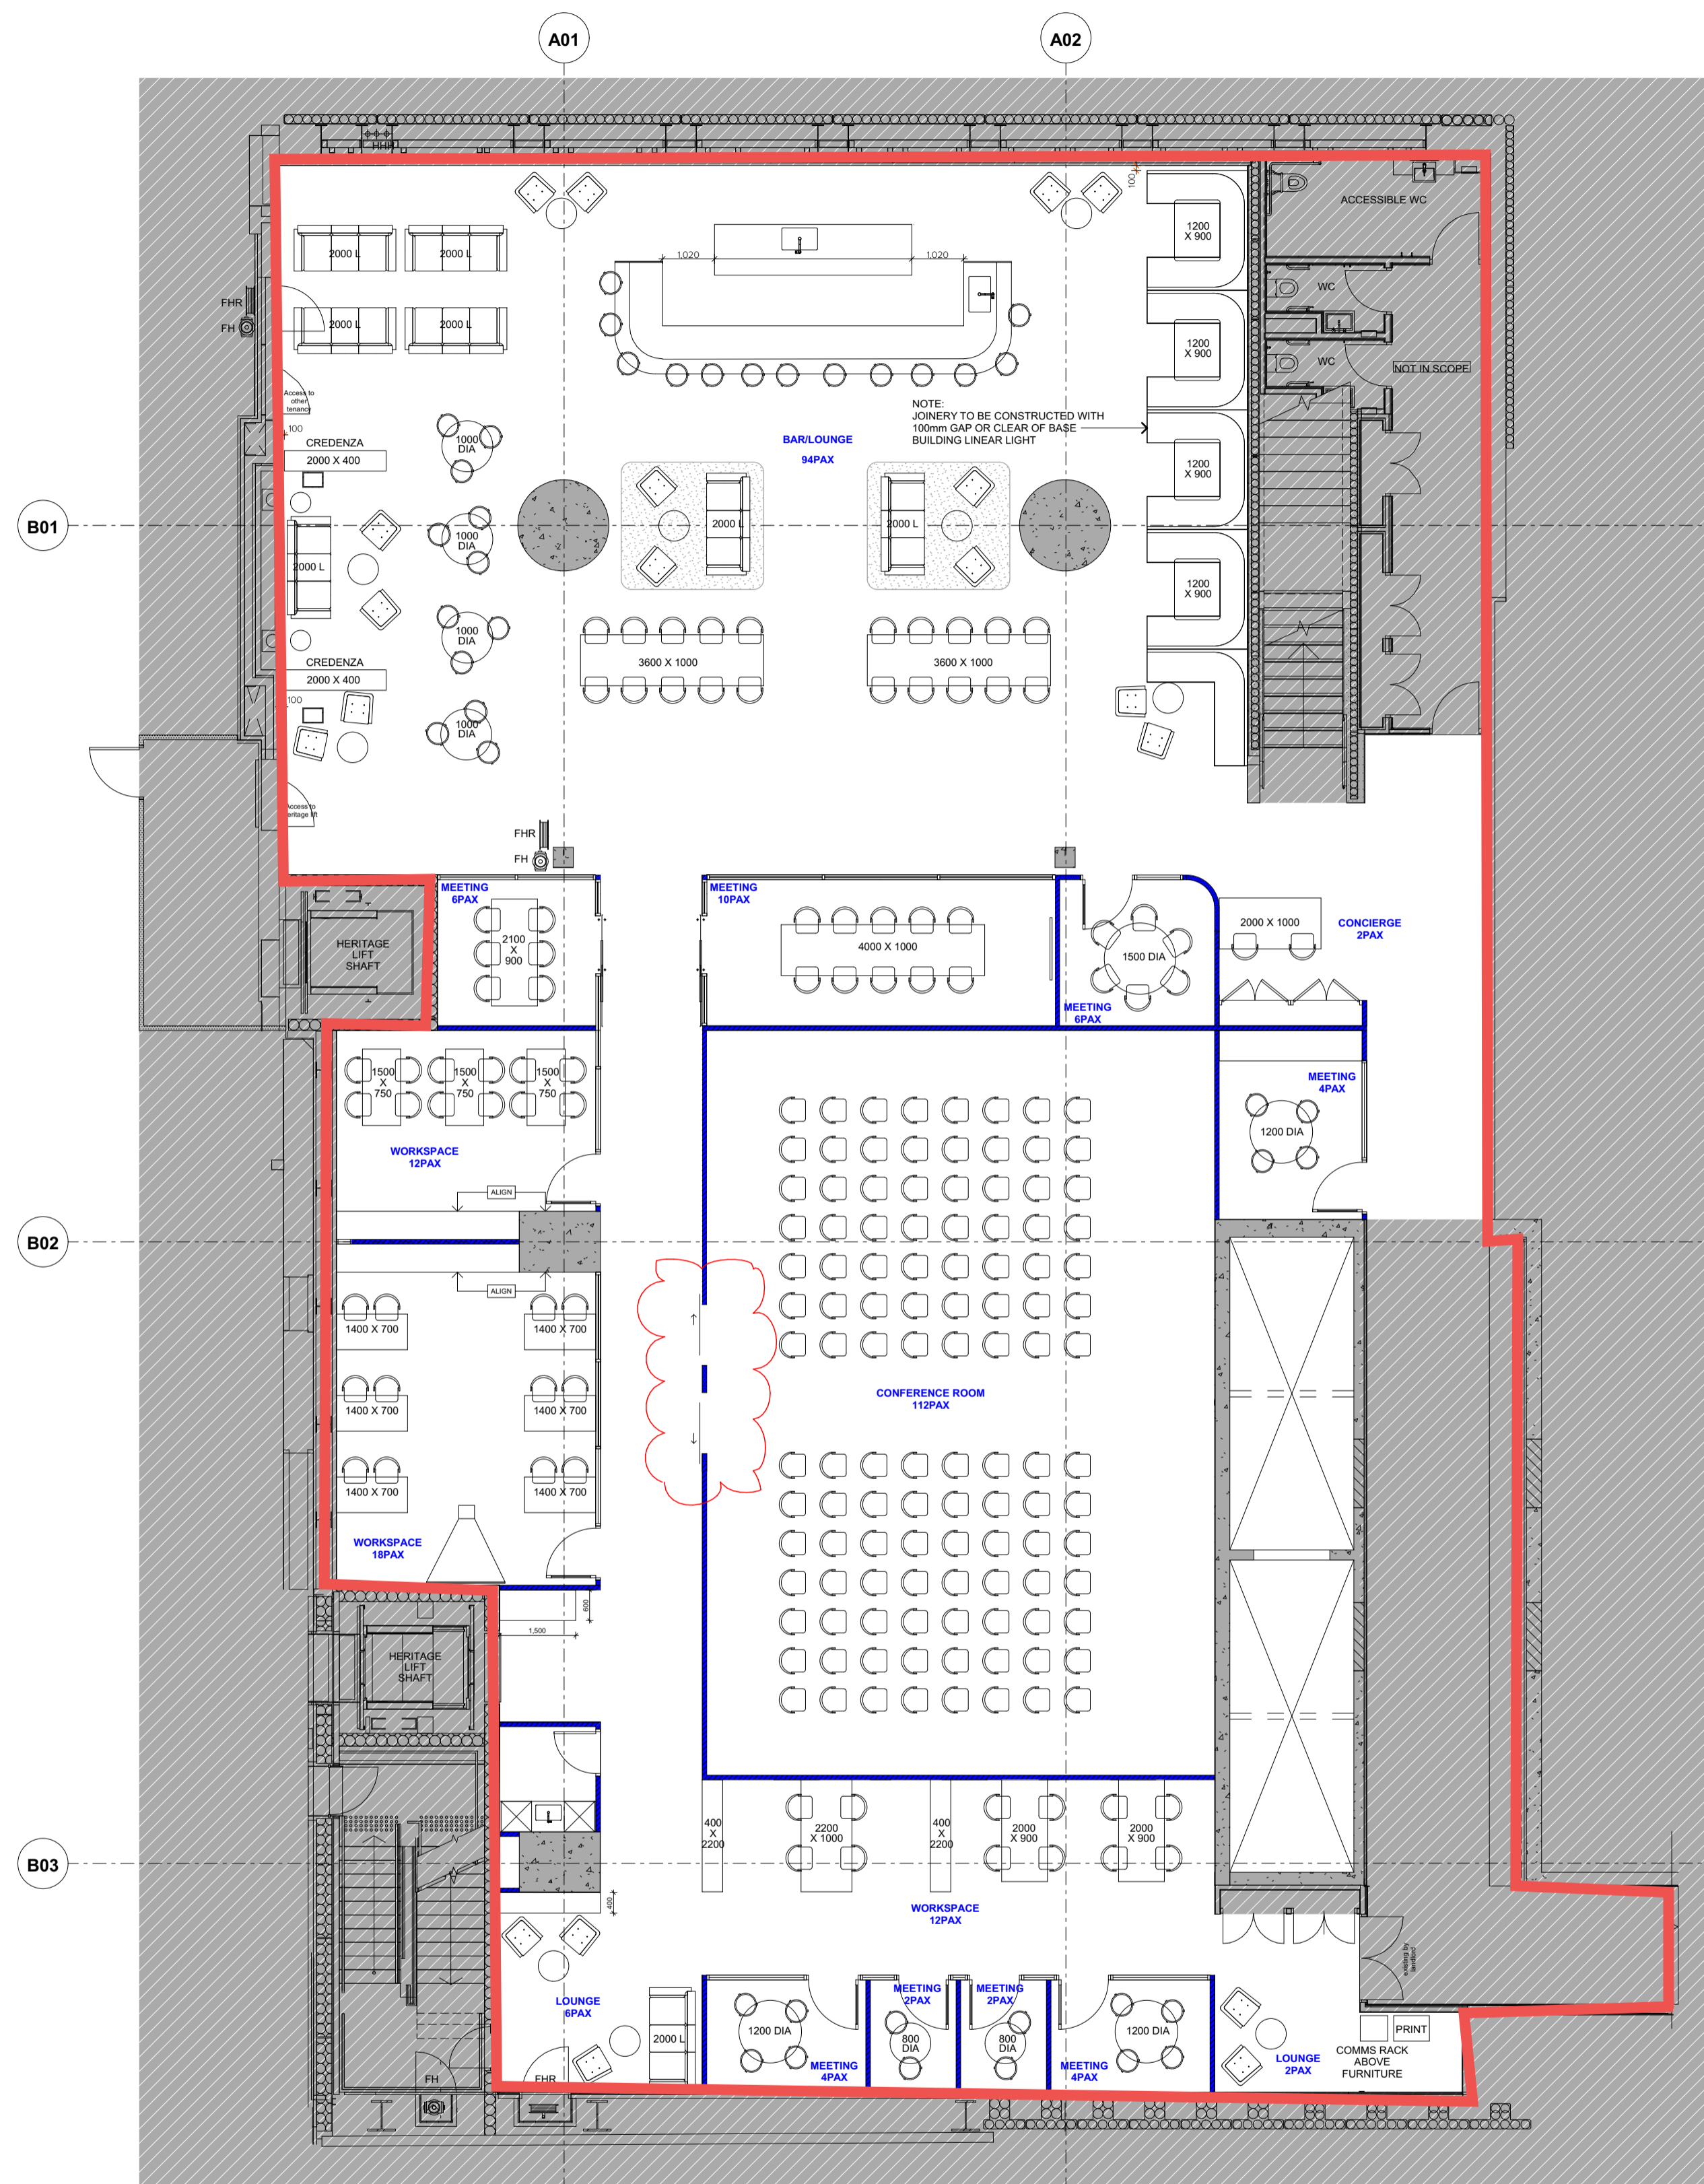 A01
A02
100
ACCESSIBLE WC
1200
X 900
2000 L
2000 L
1,020
1,020
WC
FHR
FH
2000 L
2000 L
1200
X 900
WC
NOT IN SCOPE
Access to
other
tenancy
NOTE:
JOINERY TO BE CONSTRUCTED WITH
100mm GAP OR CLEAR OF BASE
BUILDING LINEAR LIGHT
100
CREDENZA
2000 X 400
1000
DIA
BAR/LOUNGE
94PAX
1200
X 900
B01
2000 L
1000
DIA
2000 L
2000 L
1200
X 900
1000
DIA
3600 X 1000
3600 X 1000
CREDENZA
2000 X 400
100
1000
DIA
Access to
FHR
FH
MEETING
6PAX
MEETING
10PAX
2100
X
900
4000 X 1000
1500 DIA
MEETING
6PAX
2000 X 1000
CONCIERGE
2PAX
HERITAGE
LIFT
SHAFT
1500
X
750
1500
X
750
1500
X
750
MEETING
4PAX
1200 DIA
WORKSPACE
12PAX
ALIGN
B02
ALIGN
1400 X 700
1400 X 700
CONFERENCE ROOM
112PAX
1400 X 700
1400 X 700
1400 X 700
1400 X 700
WORKSPACE
18PAX
600
1,500
HERITAGE
LIFT
SHAFT
400
X
2200
2200
X 1000
400
X
2200
2000
X 900
2000
X 900
B03
400
WORKSPACE
12PAX
existing by
landlord
LOUNGE
6PAX
2000 L
1200 DIA
MEETING
4PAX
MEETING
2PAX
800
DIA
MEETING
2PAX
800
DIA
1200 DIA
MEETING
4PAX
LOUNGE
2PAX
PRINT
COMMS RACK
ABOVE
FURNITURE
FH
FHR